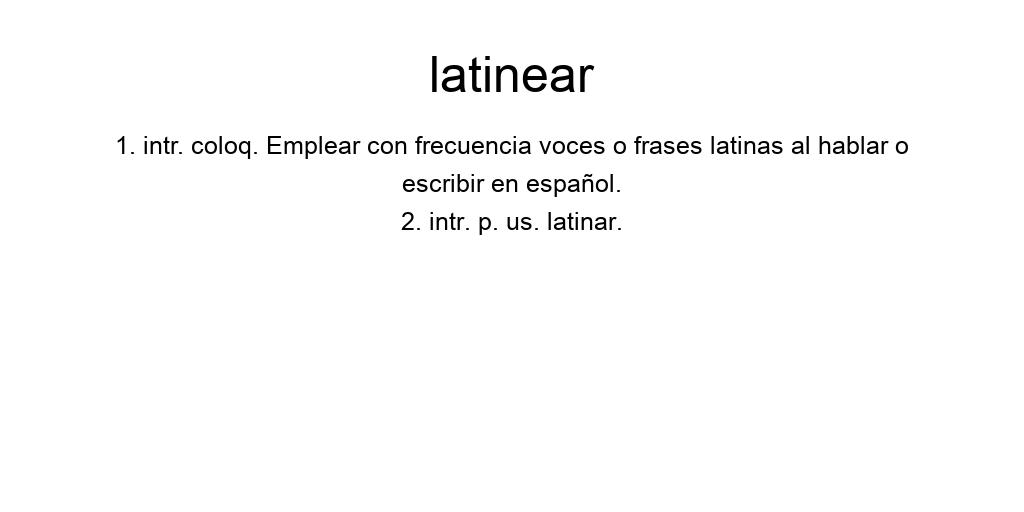 latinear
1. intr. coloq. Emplear con frecuencia voces o frases latinas al hablar o
escribir en español.
2. intr. p. us. latinar.